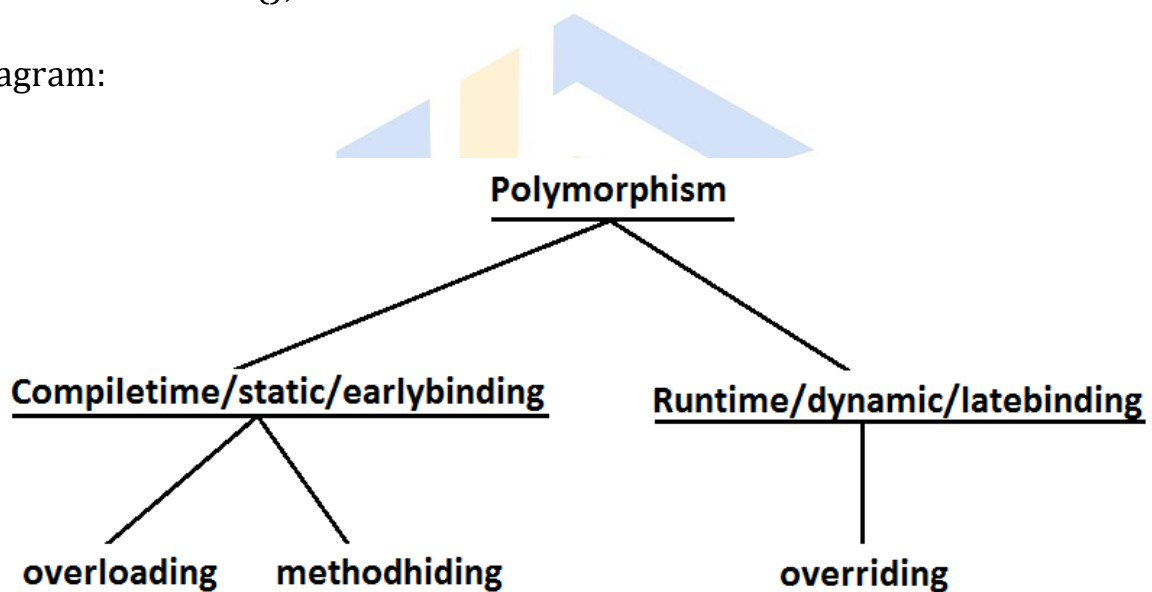 agram:
Polymorphism
Compiletime/static/earlybinding
Runtime/dynamic/latebinding
overloading methodhiding
overriding